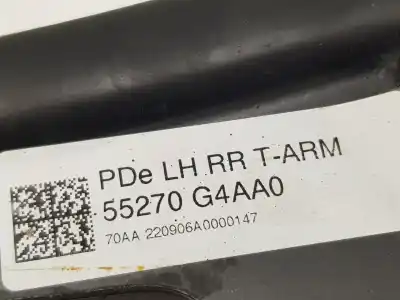 PDe LH RR T-ARM
55270 G4AA0
70AA 220906A0000147